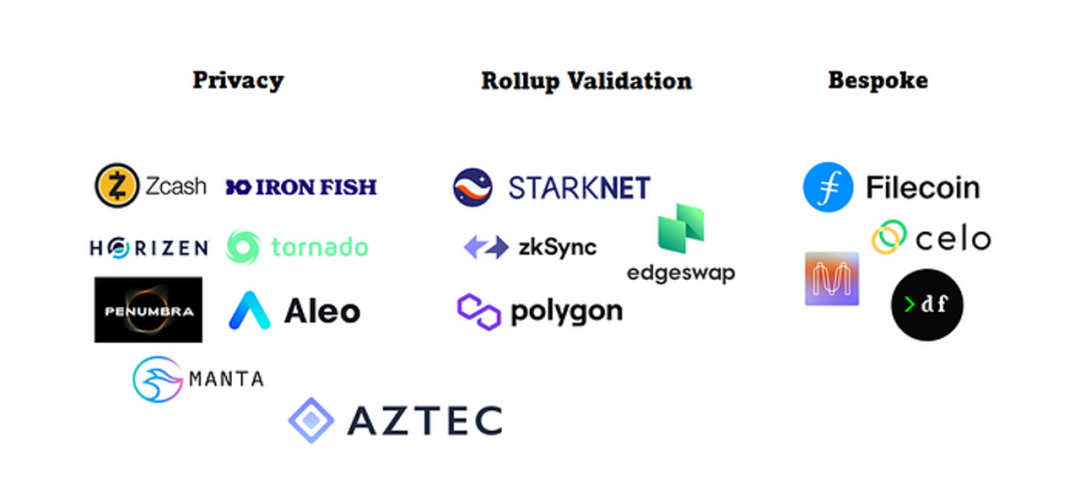 Privacy
Rollup Validation
Bespoke
Zcash
IRON FISH
STARKNET
Filecoin
HORIZEN
tornado
zkSync
edgeswap
celo
PENUMBRA
Aleo
polygon
M
>df
MANTA
AZTEC